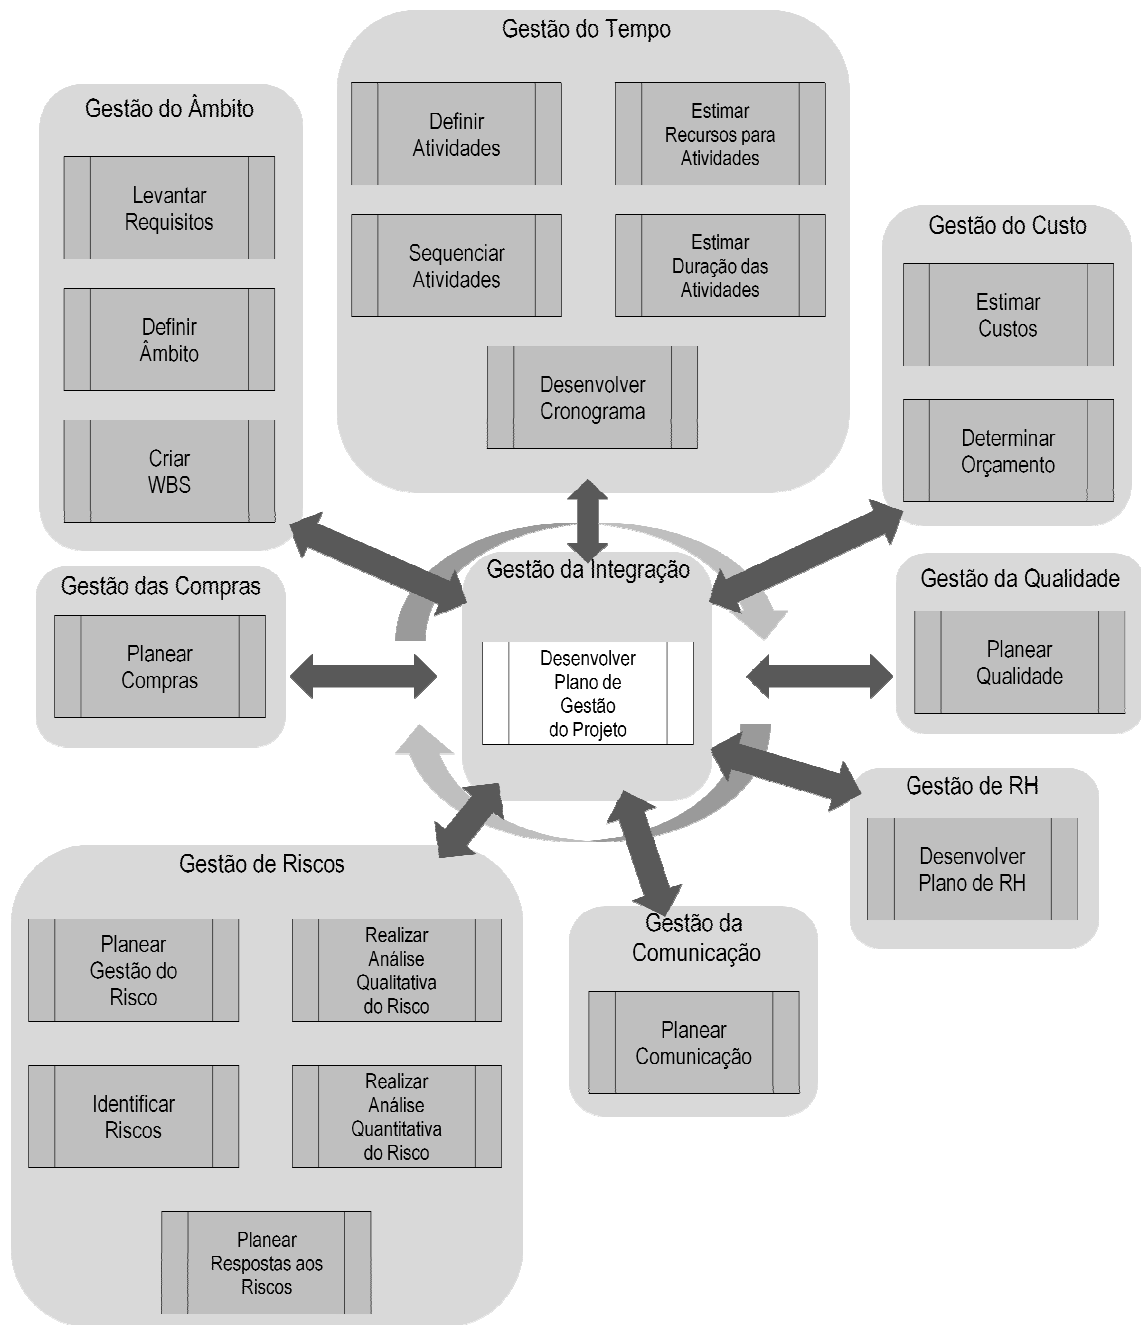 Gestão do Tempo
Definir
Atividades
Estimar
Recursos para
Atividades
Sequenciar
Atividades
Estimar
Duração das
Atividades
Desenvolver
Cronograma
Gestão do Âmbito
Levantar
Requisitos
Definir
Âmbito
Criar
WBS
Gestão do Custo
Estimar
Custos
Determinar
Orçamento
Gestão das Compras
Planear
Compras
Gestão da Integração
Desenvolver
Plano de
Gestão
do Projeto
Gestão da Qualidade
Planear
Qualidade
Gestão de RH
Desenvolver
Plano de RH
Gestão de Riscos
Planear
Gestão do
Risco
Realizar
Análise
Qualitativa
do Risco
Identificar
Riscos
Realizar
Análise
Quantitativa
do Risco
Planear
Respostas aos
Riscos
Gestão da
Comunicação
Planear
Comunicação